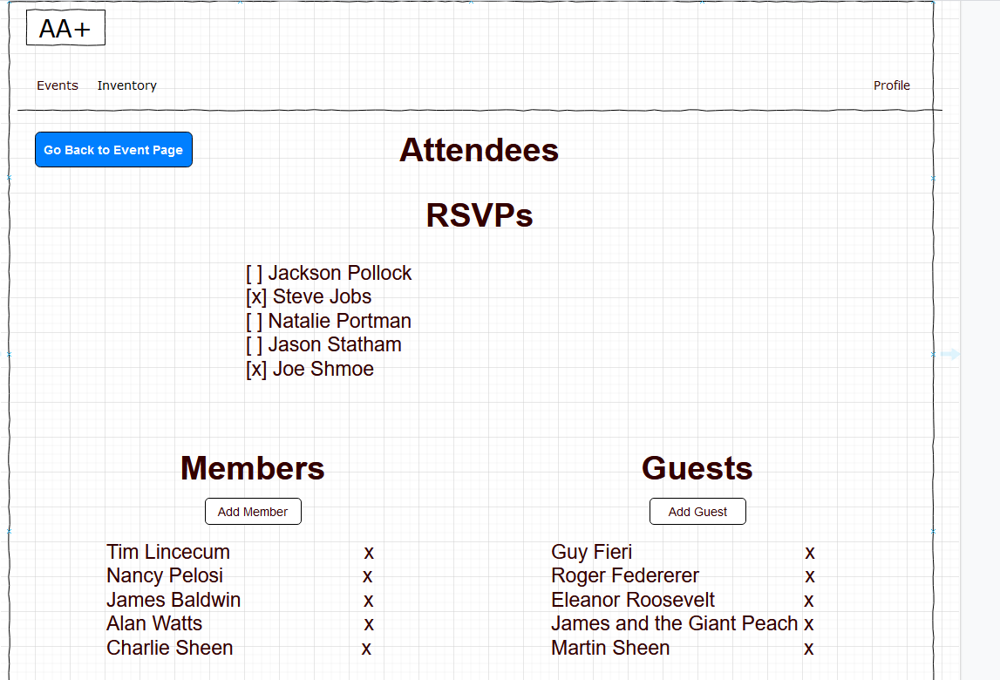 AA+
Events Inventory Profile
Go Back to Event Page
Attendees
RSVPs
[ ] Jackson Pollock
[x] Steve Jobs
[ ] Natalie Portman
[ ] Jason Statham
[x] Joe Shmoe
Members
Add Member
Tim Lincecum x
Nancy Pelosi x
James Baldwin x
Alan Watts x
Charlie Sheen x
Guests
Add Guest
Guy Fieri x
Roger Federerer x
Eleanor Roosevelt x
James and the Giant Peach x
Martin Sheen x